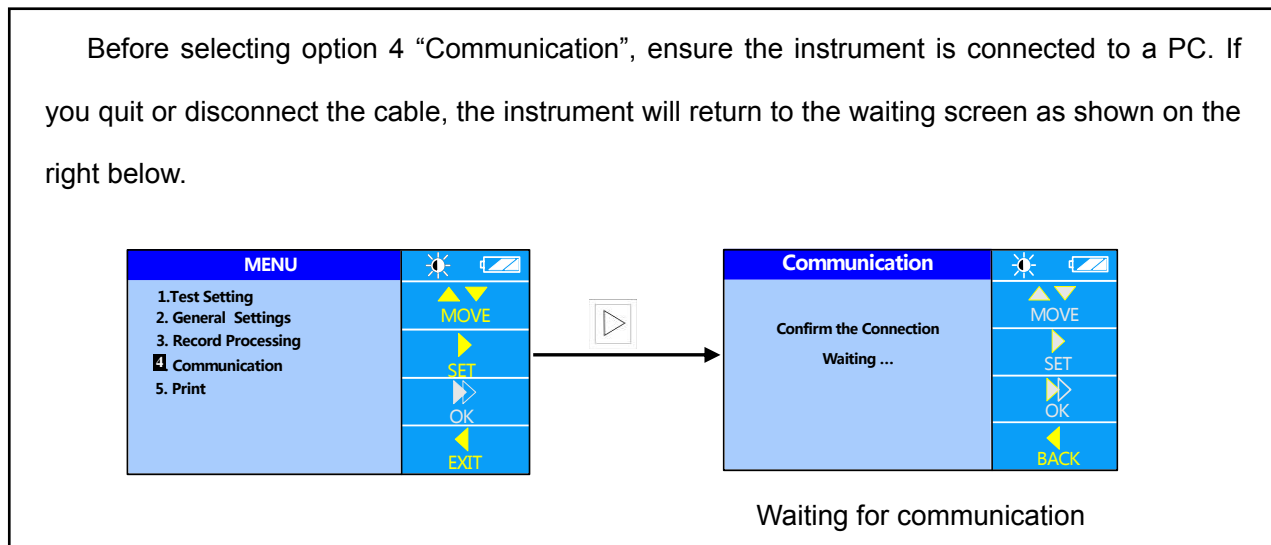 Before selecting option 4 “Communication”, ensure the instrument is connected to a PC. If
you quit or disconnect the cable, the instrument will return to the waiting screen as shown on the
right below.
MENU
1.Test Setting
2. General Settings
3. Record Processing
4. Communication
5. Print
MOVE
SET
OK
EXIT
Communication
Confirm the Connection
Waiting ...
MOVE
SET
OK
BACK
Waiting for communication